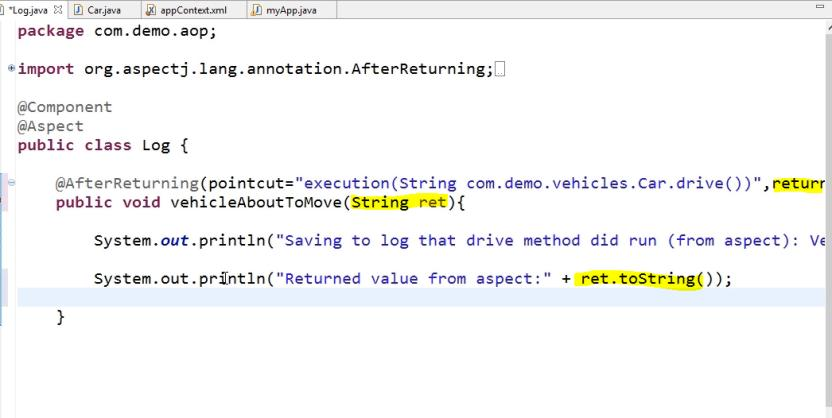 *Log.java Car.java appContext.xml myApp.java
package com.demo.aop;
import org.aspectj.lang.annotation.AfterReturning;
@Component
@Aspect
public class Log {
@AfterReturning(pointcut="execution(String com.demo.vehicles.Car.drive())",return
public void vehicleAboutToMove(String ret){
System.out.println("Saving to log that drive method did run (from aspect): Ve
System.out.println("Returned value from aspect:" + ret.toString());
}